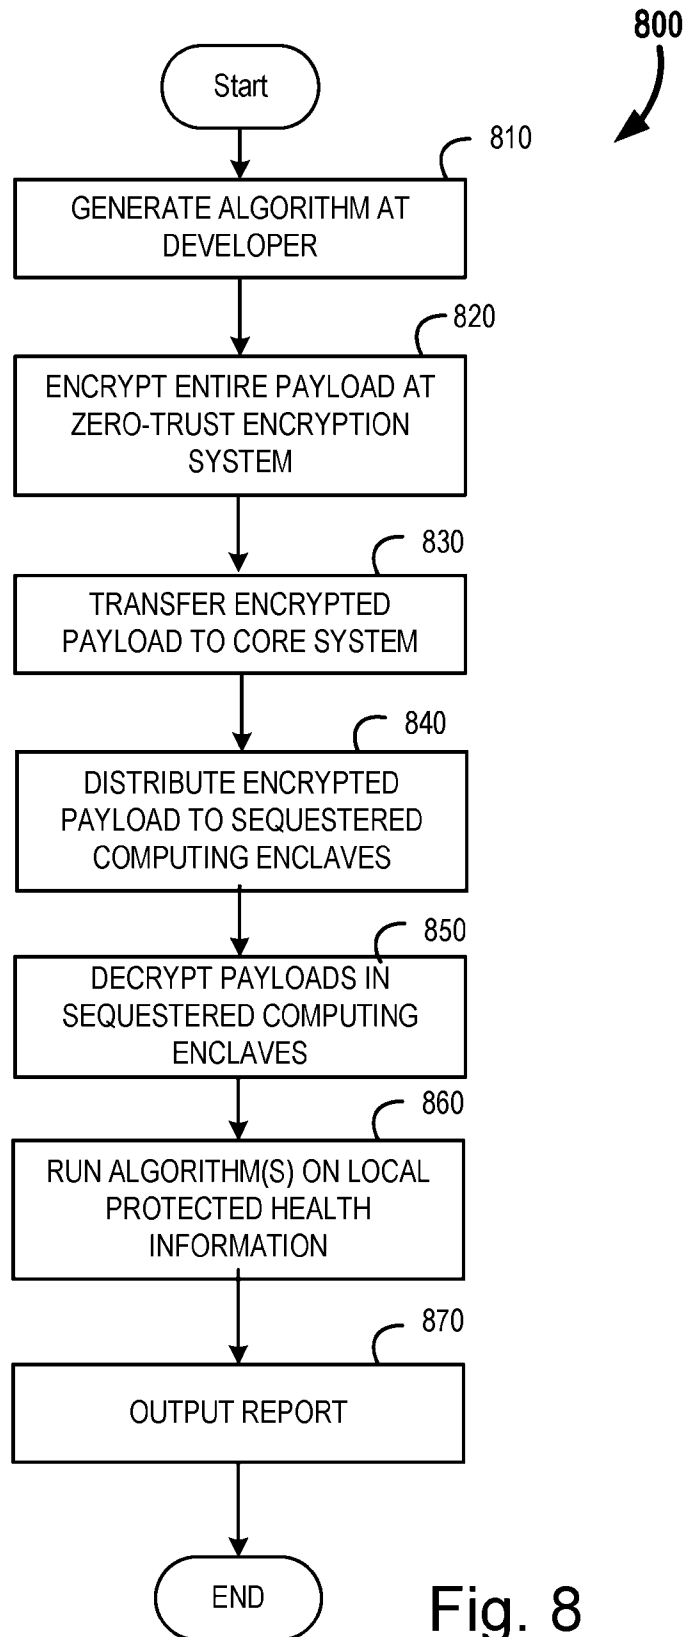 800
Start
810
GENERATE ALGORITHM AT
DEVELOPER
820
ENCRYPT ENTIRE PAYLOAD AT
ZERO-TRUST ENCRYPTION
SYSTEM
830
TRANSFER ENCRYPTED
PAYLOAD TO CORE SYSTEM
840
DISTRIBUTE ENCRYPTED
PAYLOAD TO SEQUESTERED
COMPUTING ENCLAVES
850
DECRYPT PAYLOADS IN
SEQUESTERED COMPUTING
ENCLAVES
860
RUN ALGORITHM(S) ON LOCAL
PROTECTED HEALTH
INFORMATION
870
OUTPUT REPORT
END
Fig. 8